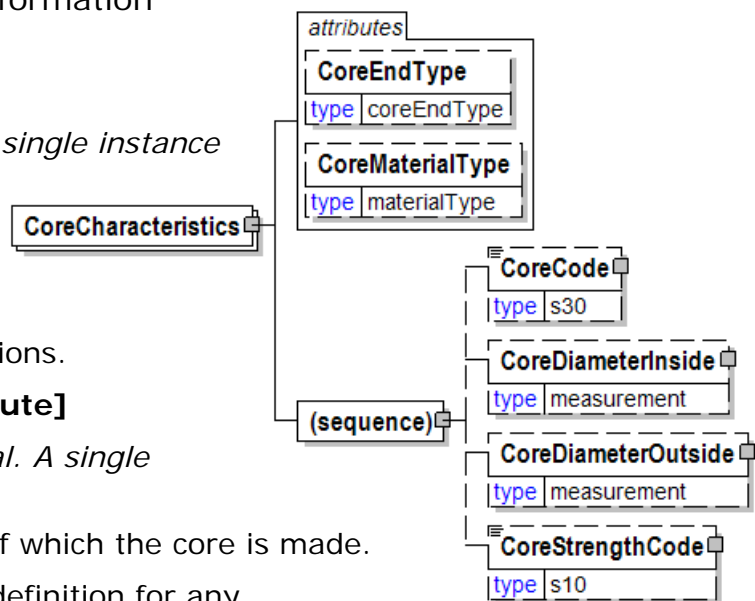 ormation
attributes
CoreEndType
type coreEndType
single instance
CoreMaterialType
type materialType
CoreCharacteristics
CoreCode
type s30
ions.
CoreDiameterInside
type measurement
ute]
(sequence)
al. A single
CoreDiameterOutside
type measurement
f which the core is made.
CoreStrengthCode
type s10
definition for any